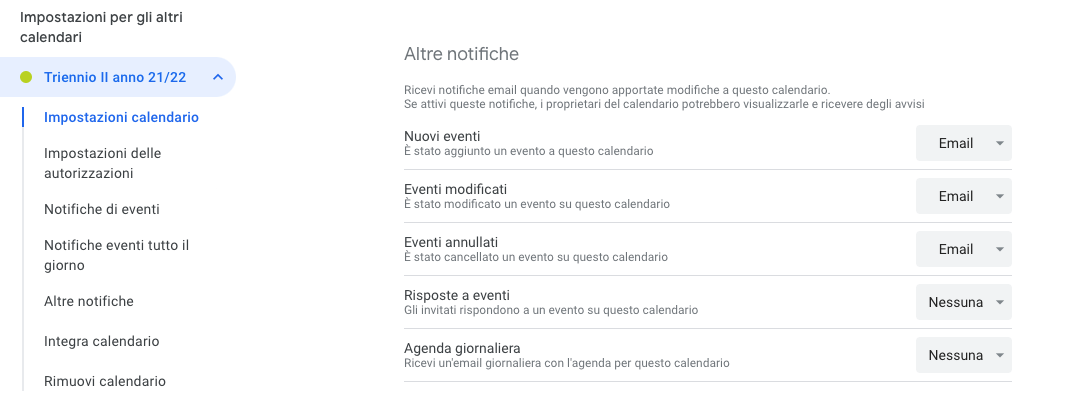 Impostazioni per gli altri
calendari
Triennio II anno 21/22
Impostazioni calendario
Impostazioni delle
autorizzazioni
Notifiche di eventi
Notifiche eventi tutto il
giorno
Altre notifiche
Integra calendario
Rimuovi calendario
Altre notifiche
Ricevi notifiche email quando vengono apportate modifiche a questo calendario.
Se attivi queste notifiche, i proprietari del calendario potrebbero visualizzarle e ricevere degli avvisi
Nuovi eventi
È stato aggiunto un evento a questo calendario
Email
Eventi modificati
È stato modificato un evento su questo calendario
Email
Eventi annullati
È stato cancellato un evento su questo calendario
Email
Risposte a eventi
Gli invitati rispondono a un evento su questo calendario
Nessuna
Agenda giornaliera
Ricevi un'email giornaliera con l'agenda per questo calendario
Nessuna